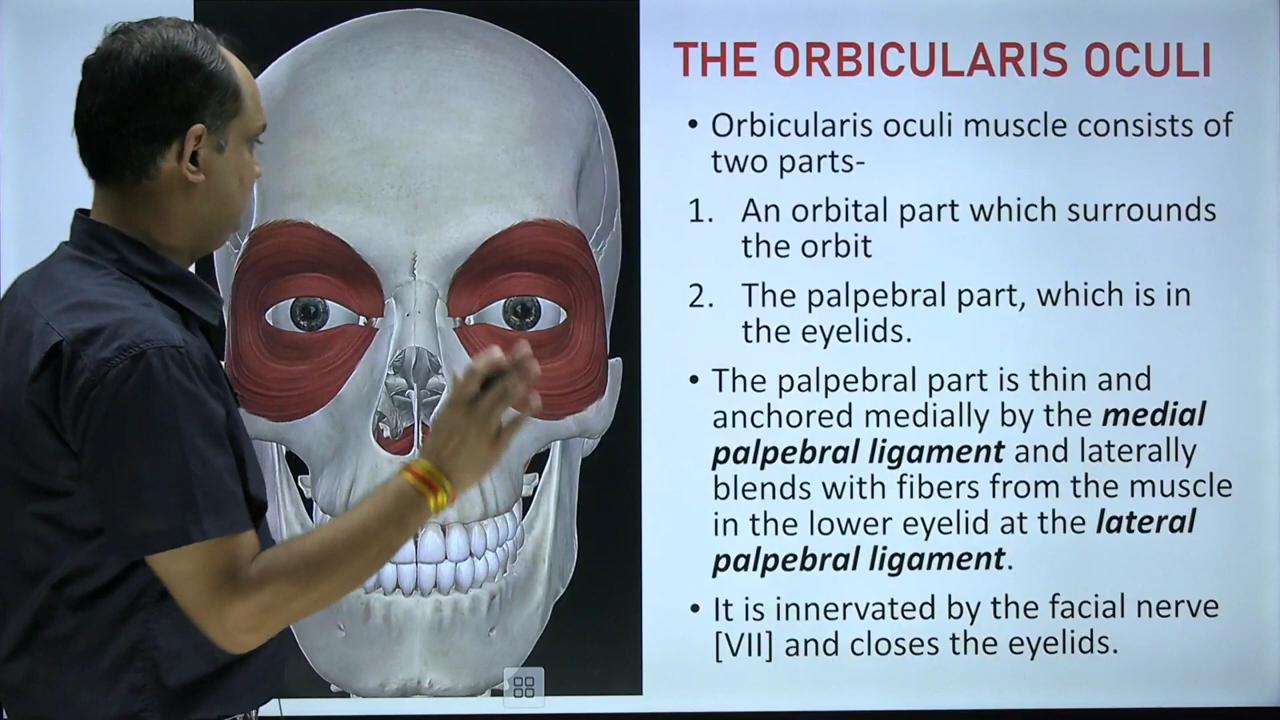 THE ORBICULARIS OCULI
• Orbicularis oculi muscle consists of
two parts-
1. An orbital part which surrounds
the orbit
2. The palpebral part, which is in
the eyelids.
• The palpebral part is thin and
anchored medially by the medial
palpebral ligament and laterally
blends with fibers from the muscle
in the lower eyelid at the lateral
palpebral ligament.
• It is innervated by the facial nerve
[VII] and closes the eyelids.